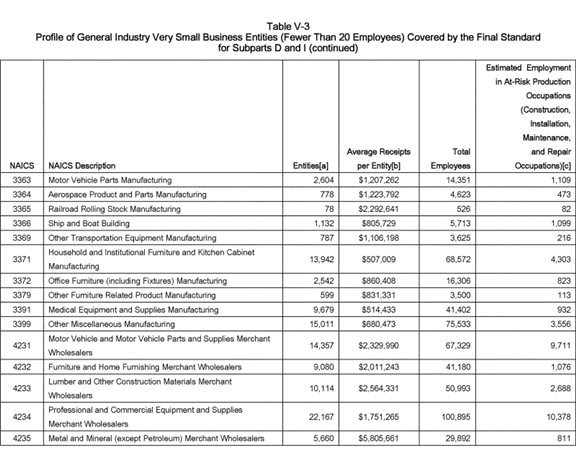 Table V-3
Profile of General Industry Very Small Business Entities (Fewer Than 20 Employees) Covered by the Final Standard
for Subparts D and I (continued)
Estimated Employment
in At-Risk Production
Occupations
(Construction,
Installation,
Maintenance,
Average Receipts Total and Repair
NAICS NAICS Description Entities[a] per Entity[b] Employees Occupations)[c]
3363 Motor Vehicle Parts Manufacturing 2,604 $1,207,262 14,351 1,109
3364 Aerospace Product and Parts Manufacturing 778 $1,223,792 4,623 473
3365 Railroad Rolling Stock Manufacturing 78 $2,292,641 526 82
3366 Ship and Boat Building 1,132 $805,729 5,713 1,099
3369 Other Transportation Equipment Manufacturing 787 $1,106,198 3,625 216
Household and Institutional Furniture and Kitchen Cabinet
3371 13,942 $507,009 68,572 4,303
Manufacturing
3372 Office Furniture (including Fixtures) Manufacturing 2,542 $860,408 16,306 823
3379 Other Furniture Related Product Manufacturing 599 $831,331 3,500 113
3391 Medical Equipment and Supplies Manufacturing 9,679 $514,433 41,402 932
3399 Other Miscellaneous Manufacturing 15,011 $680,473 75,533 3,556
Motor Vehicle and Motor Vehicle Parts and Supplies Merchant
4231 14,357 $2,329,990 67,329 9,711
Wholesalers
4232 Furniture and Home Furnishing Merchant Wholesalers 9,080 $2,011,243 41,180 1,076
Lumber and Other Construction Materials Merchant
4233 10,114 $2,564,331 50,993 2,688
Wholesalers
Professional and Commercial Equipment and Supplies
4234 22,167 $1,751,265 100,895 10,378
Merchant Wholesalers
4235 Metal and Mineral (except Petroleum) Merchant Wholesalers 5,660 $5,805,661 29,892 811